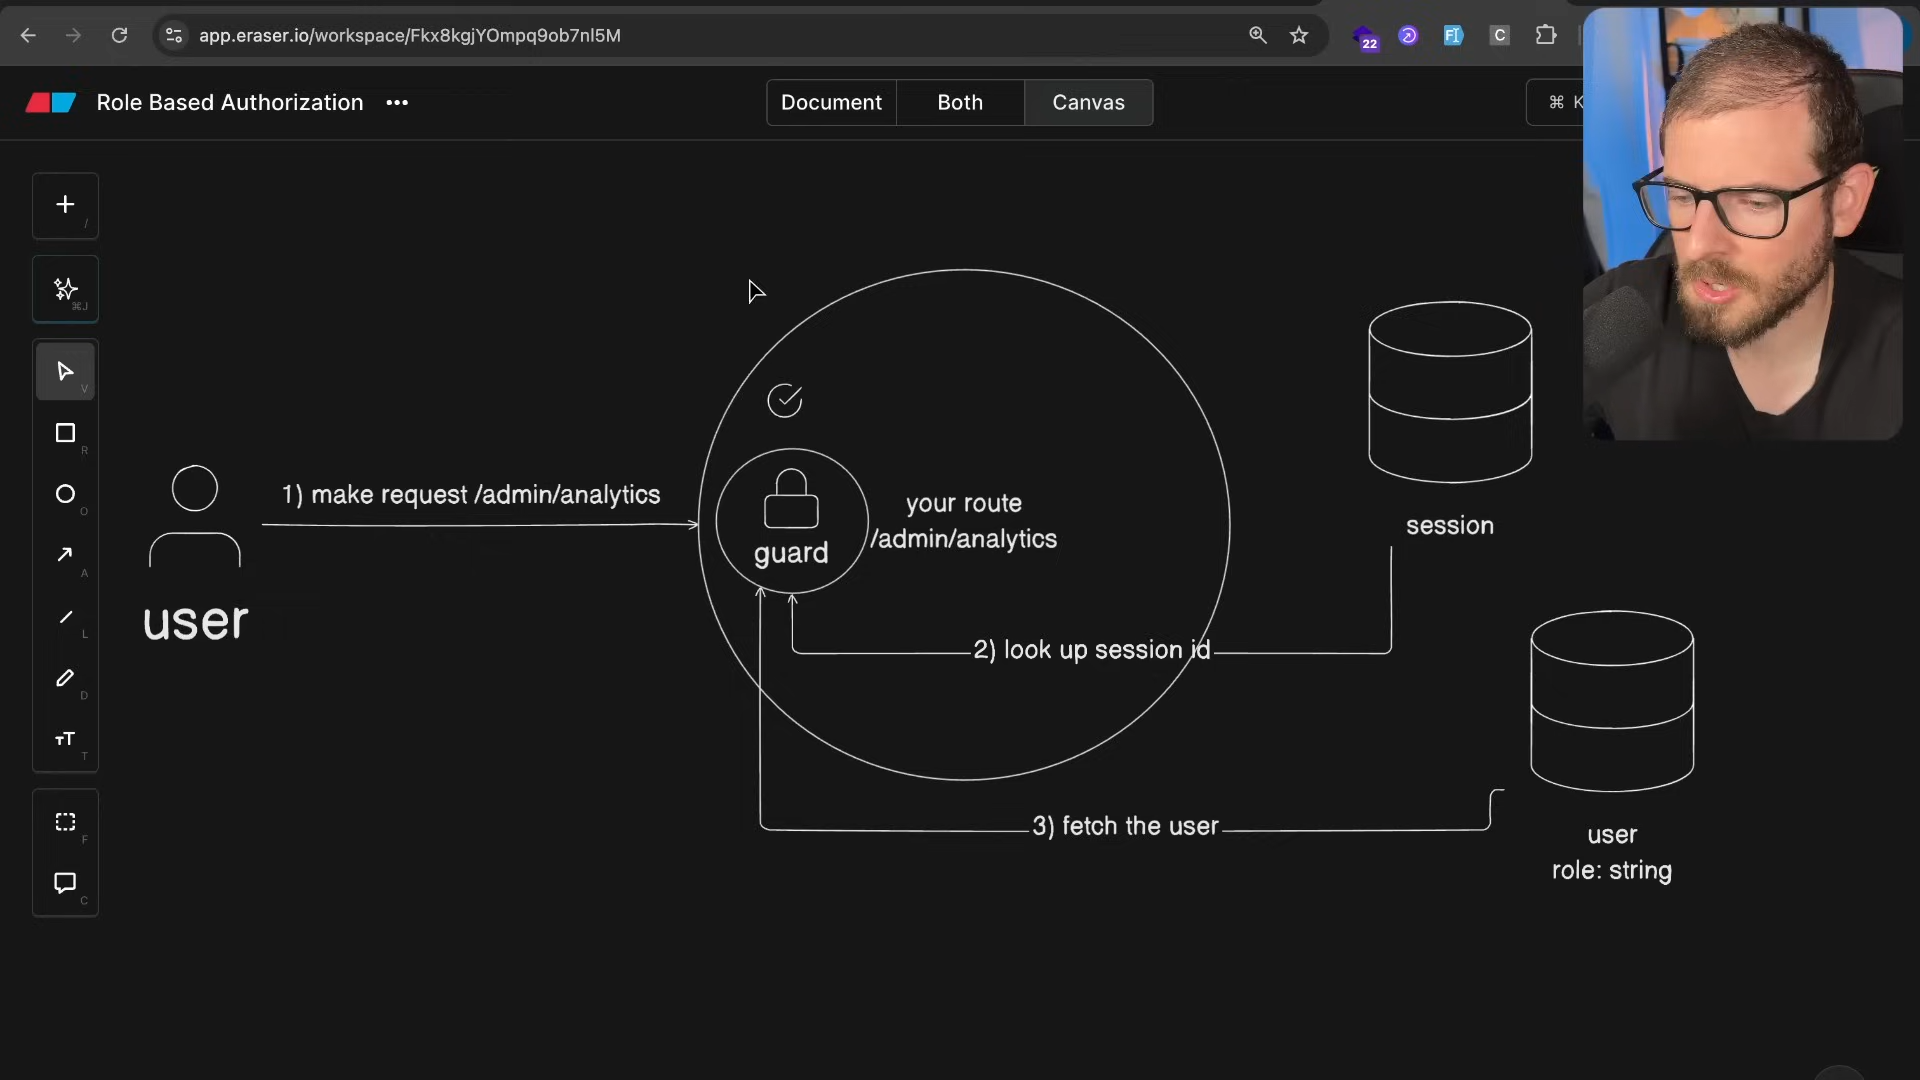 app.eraser.io/workspace/Fkx8kgjYOmpq9ob7nl5M
22
C
Role Based Authorization
Document
Both
Canvas
⌘ K
/
⌘J
V
R
O
A
L
D
T
F
C
1) make request /admin/analytics
user
guard
your route
/admin/analytics
session
2) look up session id
3) fetch the user
user
role: string